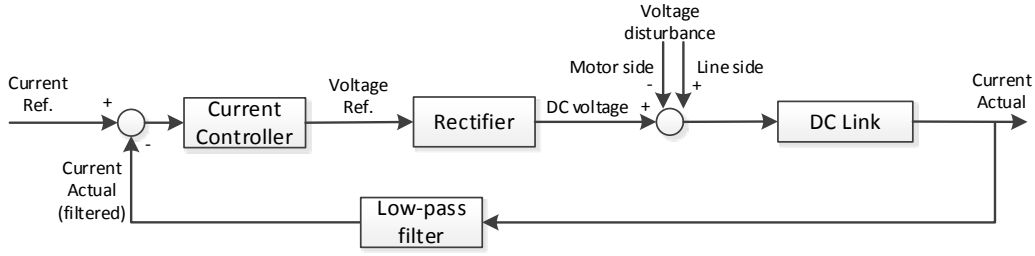 Voltage
disturbance
Motor side
Line side
-
+
Current
Ref.
+
-
Current
Controller
Voltage
Ref.
Rectifier
DC voltage
+
DC Link
Current
Actual
Current
Actual
(filtered)
Low-pass
filter